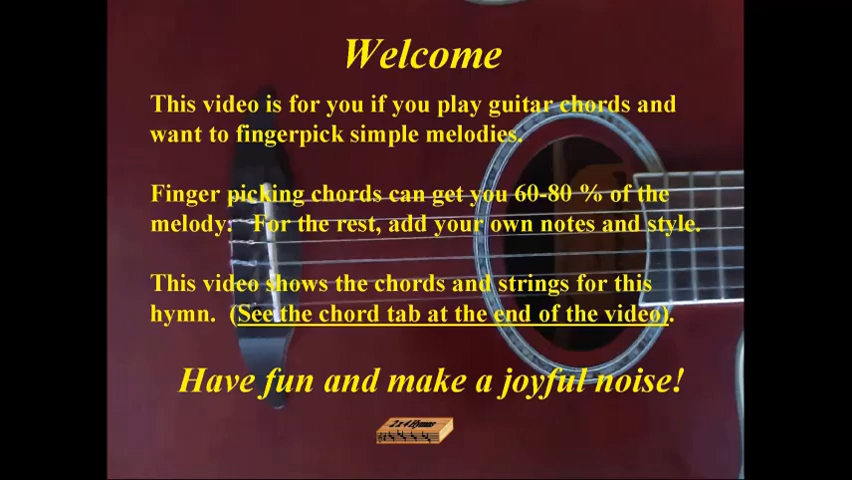 Welcome
This video is for you if you play guitar chords and
want to fingerpick simple melodies.
Finger picking chords can get you 60-80 % of the
melody. For the rest, add your own notes and style.
This video shows the chords and strings for this
hymn. (See the chord tab at the end of the video).
Have fun and make a joyful noise!
2 x 4 Hymns